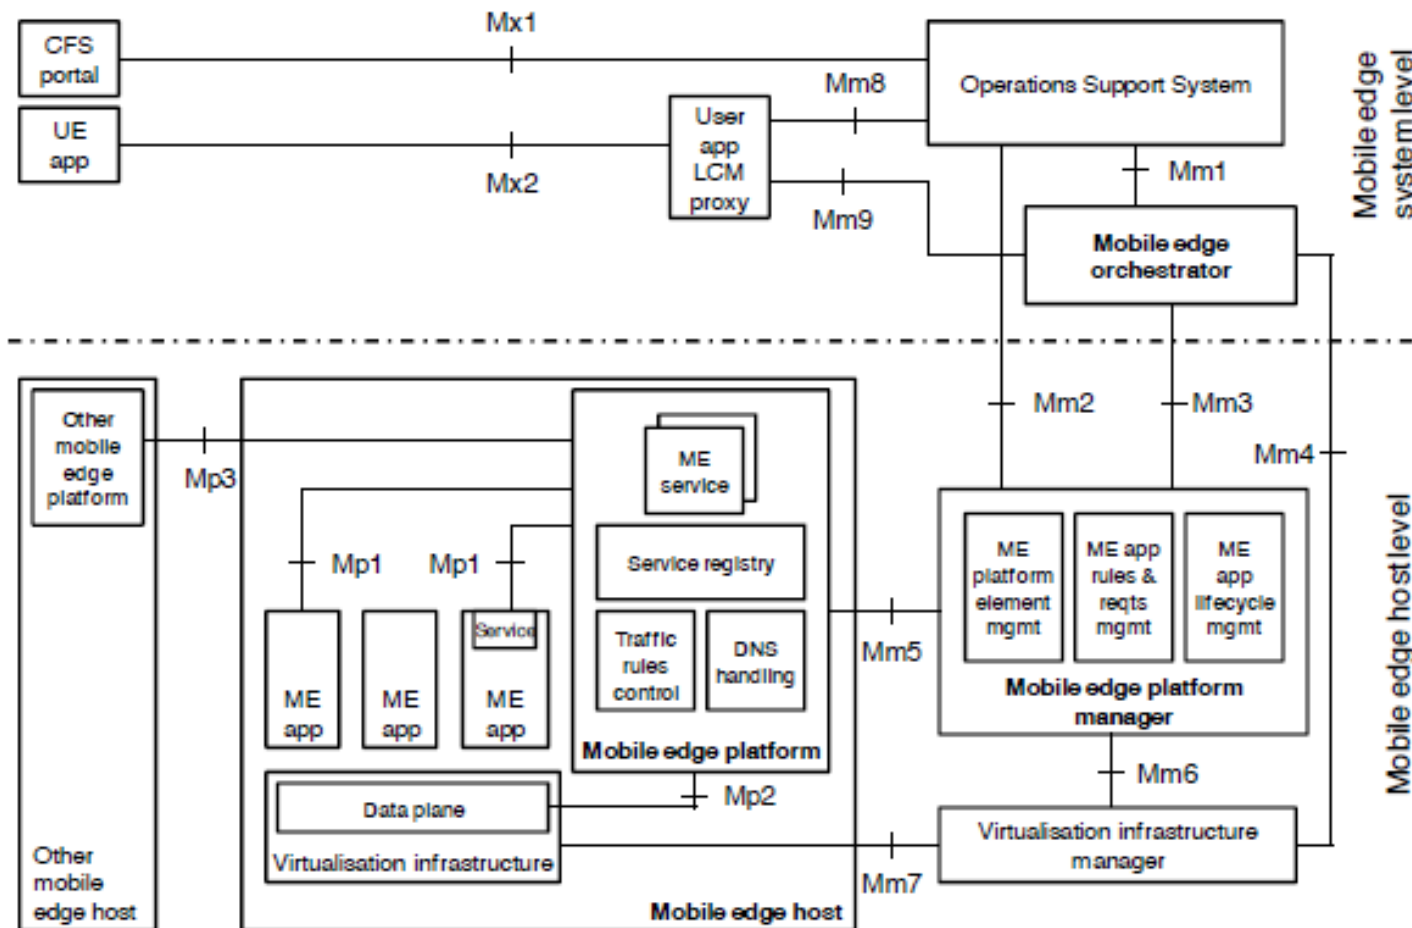 CFS
portal
Mx1
Operations Support System
Mobile edge
system level
UE
app
Mx2
User
app
LCM
proxy
Mm8
Mm9
Mm1
Mobile edge
orchestrator
Other
mobile
edge
platform
Mp3
ME
service
Mm2
Mm3
Mm4
Mp1
Mp1
Service registry
ME
platform
element
mgmt
ME app
rules &
reqts
mgmt
ME
app
lifecycle
mgmt
Mobile edge host level
Service
ME
app
ME
app
ME
app
Traffic
rules
control
DNS
handling
Mm5
Mobile edge platform
manager
Mobile edge platform
Mp2
Mm6
Data plane
Virtualisation infrastructure
Virtualisation infrastructure
manager
Mm7
Other
mobile
edge host
Mobile edge host